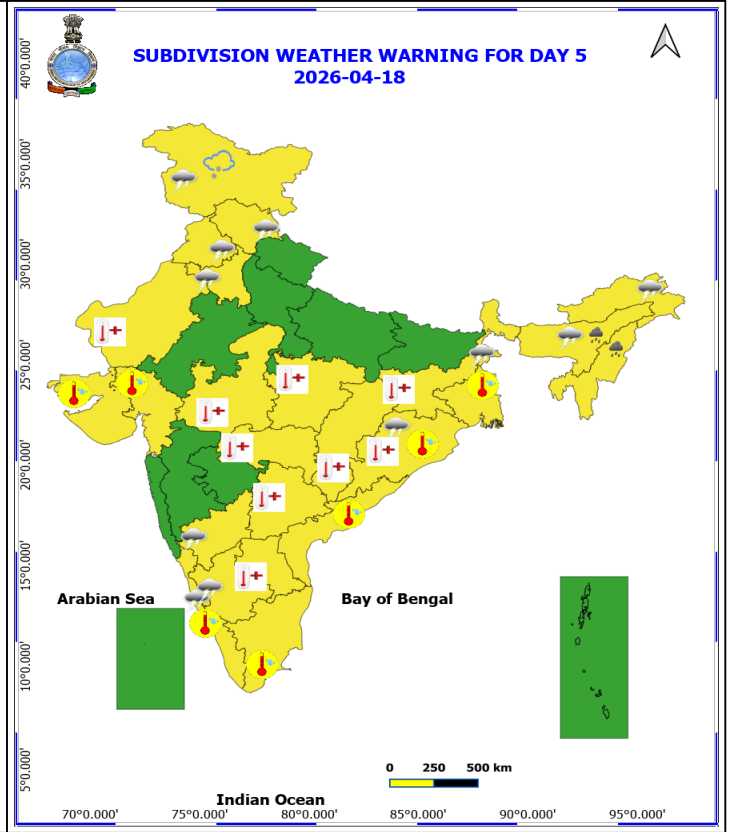 SUBDIVISION WEATHER WARNING FOR DAY 5
2026-04-18
40°0.000'
35°0.000'
30°0.000'
25°0.000'
20°0.000'
15°0.000'
10°0.000'
5°0.000'
Arabian Sea
Bay of Bengal
0 250 500 km
Indian Ocean
70°0.000' 75°0.000' 80°0.000' 85°0.000' 90°0.000' 95°0.000'